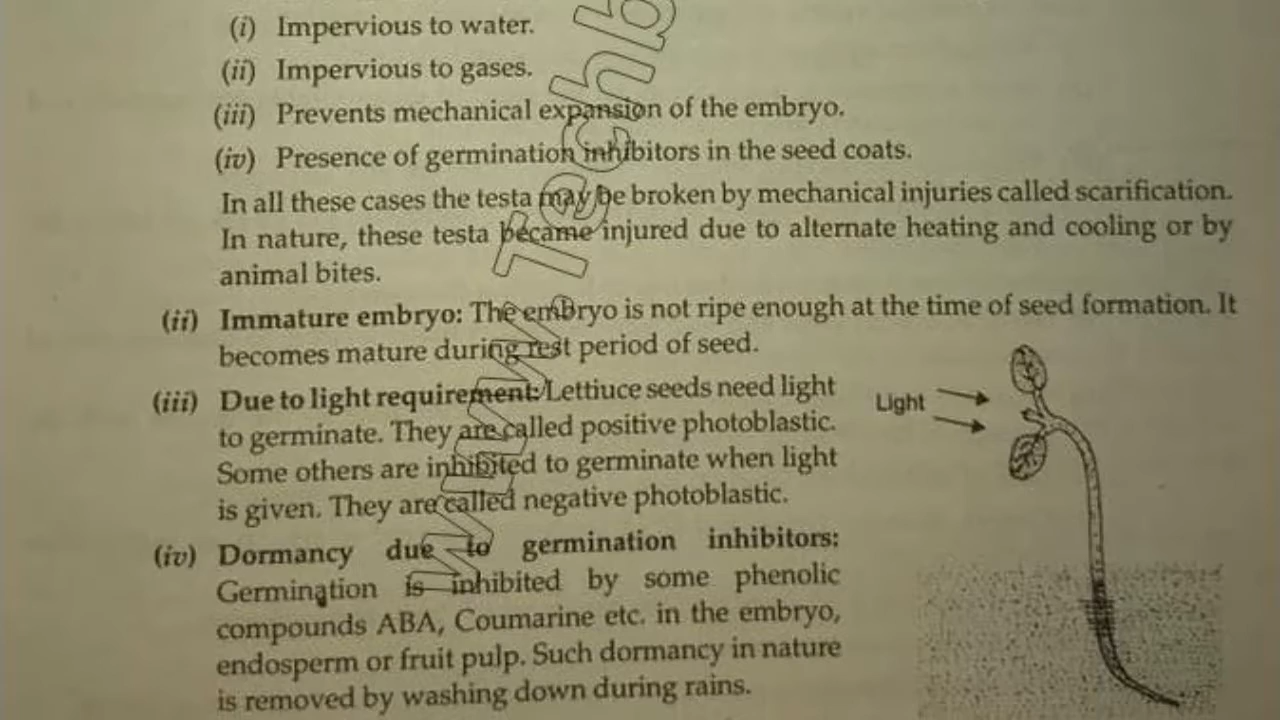 (i) Impervious to water.
(ii) Impervious to gases.
(iii) Prevents mechanical expansion of the embryo.
(iv) Presence of germination inhibitors in the seed coats.
In all these cases the testa may be broken by mechanical injuries called scarification.
In nature, these testa became injured due to alternate heating and cooling or by
animal bites.
(ii) Immature embryo: The embryo is not ripe enough at the time of seed formation. It
becomes mature during rest period of seed.
(iii) Due to light requirement: Lettiuce seeds need light
to germinate. They are called positive photoblastic.
Some others are inhibited to germinate when light
is given. They are called negative photoblastic.
Light
(iv) Dormancy due to germination inhibitors:
Germination is inhibited by some phenolic
compounds ABA, Coumarine etc. in the embryo,
endosperm or fruit pulp. Such dormancy in nature
is removed by washing down during rains.